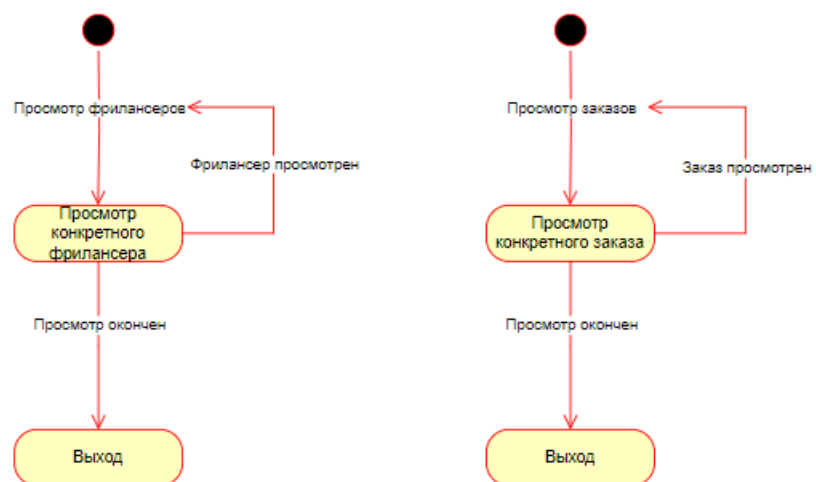 Просмотр фрилансеров
Фрилансер просмотрен
Просмотр
конкретного
фрилансера
Просмотр окончен
Выход
Просмотр заказов
Заказ просмотрен
Просмотр
конкретного заказа
Просмотр окончен
Выход